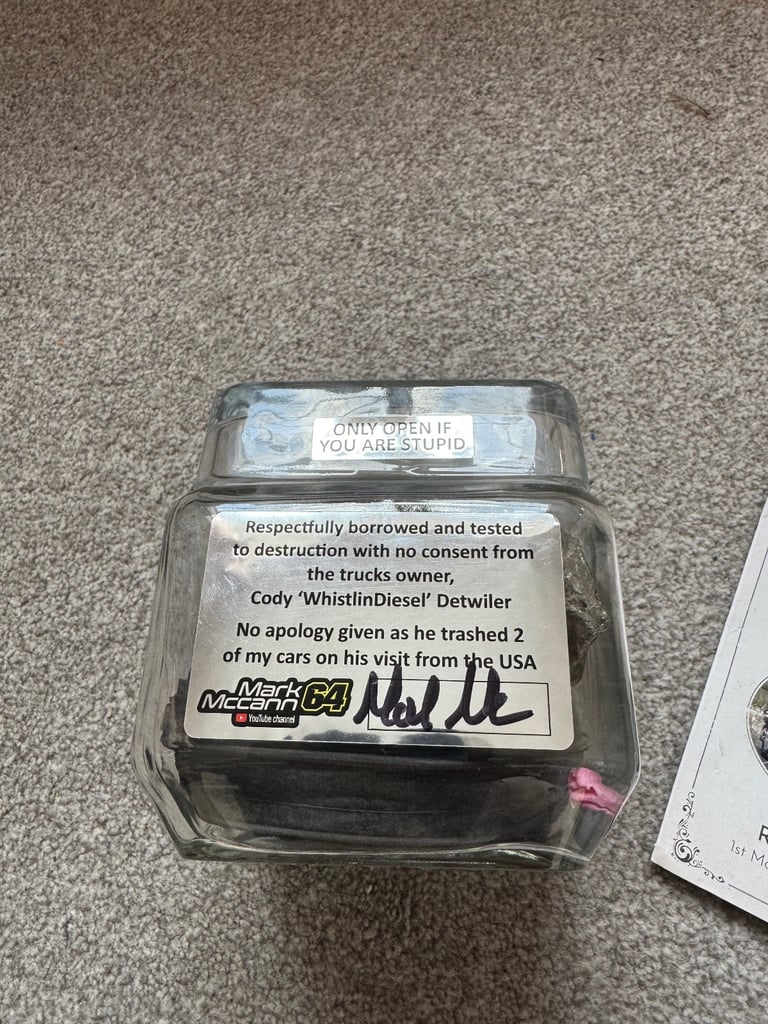 ONLY OPEN IF
YOU ARE STUPID
Respectfully borrowed and tested
to destruction with no consent from
the trucks owner,
Cody ‘WhistlinDiesel’ Detwiler
No apology given as he trashed 2
of my cars on his visit from the USA
Mark
Mccann 64
YouTube channel
R
1st